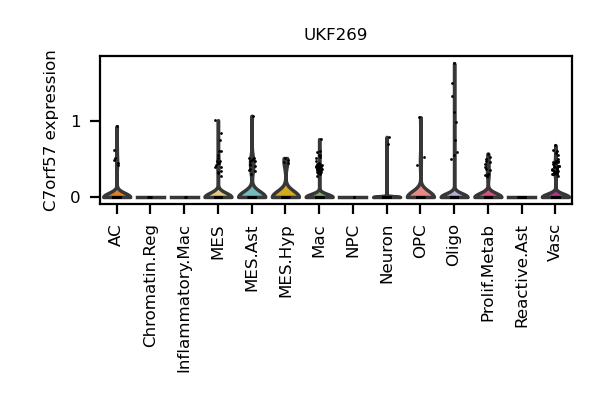 UKF269
C7orf57 expression
1
0
AC
Chromatin.Reg
Inflammatory.Mac
MES
MES.Ast
MES.Hyp
Mac
NPC
Neuron
OPC
Oligo
Prolif.Metab
Reactive.Ast
Vasc